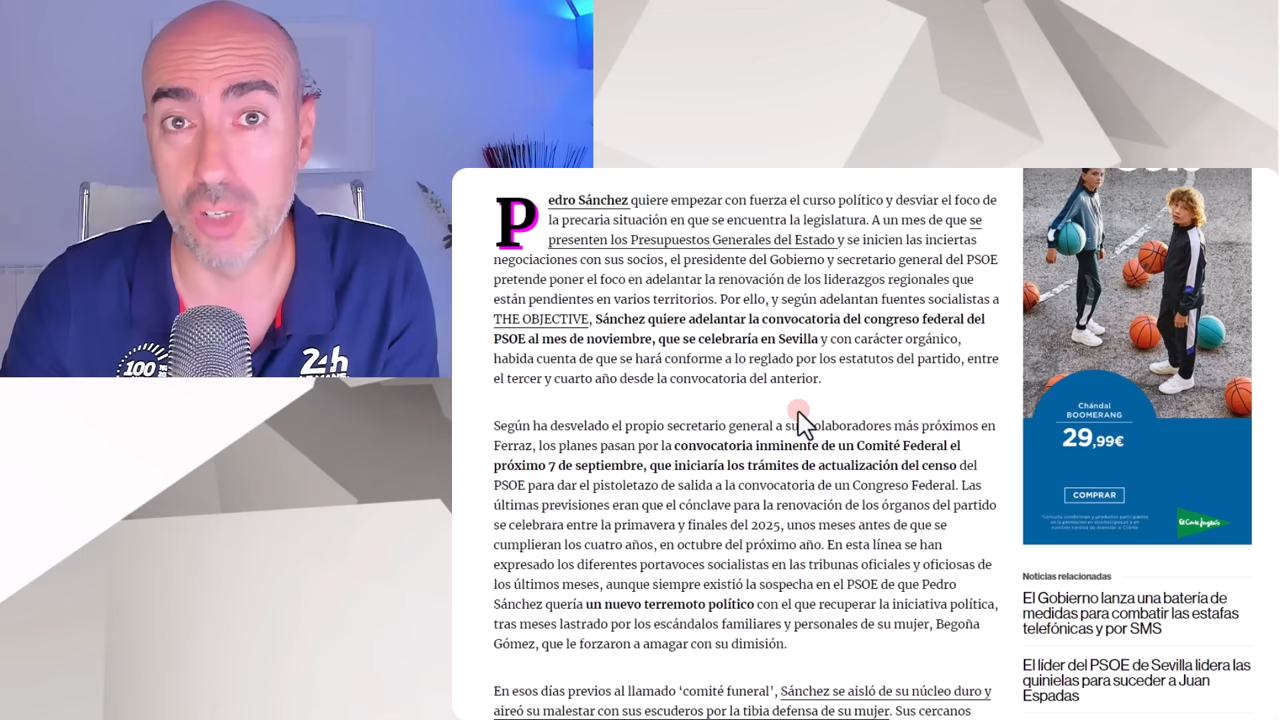 100
24h
Pedro Sánchez quiere empezar con fuerza el curso político y desviar el foco de
la precaria situación en que se encuentra la legislatura. A un mes de que se
presenten los Presupuestos Generales del Estado y se inicien las inciertas
negociaciones con sus socios, el presidente del Gobierno y secretario general del PSOE
pretende poner el foco en adelantar la renovación de los liderazgos regionales que
están pendientes en varios territorios. Por ello, y según adelantan fuentes socialistas a
THE OBJECTIVE, Sánchez quiere adelantar la convocatoria del congreso federal del
PSOE al mes de noviembre, que se celebraría en Sevilla y con carácter orgánico,
habida cuenta de que se hará conforme a lo reglado por los estatutos del partido, entre
el tercer y cuarto año desde la convocatoria del anterior.
Según ha desvelado el propio secretario general a sus colaboradores más próximos en
Ferraz, los planes pasan por la convocatoria inminente de un Comité Federal el
próximo 7 de septiembre, que iniciaría los trámites de actualización del censo del
PSOE para dar el pistoletazo de salida a la convocatoria de un Congreso Federal. Las
últimas previsiones eran que el cónclave para la renovación de los órganos del partido
se celebrara entre la primavera y finales del 2025, unos meses antes de que se
cumplieran los cuatro años, en octubre del próximo año. En esta línea se han
expresado los diferentes portavoces socialistas en las tribunas oficiales y oficiosas de
los últimos meses, aunque siempre existió la sospecha en el PSOE de que Pedro
Sánchez quería un nuevo terremoto político con el que recuperar la iniciativa política,
tras meses lastrado por los escándalos familiares y personales de su mujer, Begoña
Gómez, que le forzaron a amagar con su dimisión.
En esos días previos al llamado ‘comité funeral’, Sánchez se aisló de su núcleo duro y
aireó su malestar con sus escuderos por la tibia defensa de su mujer. Sus cercanos
Chándal
BOOMERANG
29,99€
COMPRAR
El Corte Inglés
Noticias relacionadas
El Gobierno lanza una batería de
medidas para combatir las estafas
telefónicas y por SMS
El líder del PSOE de Sevilla lidera las
quinielas para suceder a Juan
Espadas